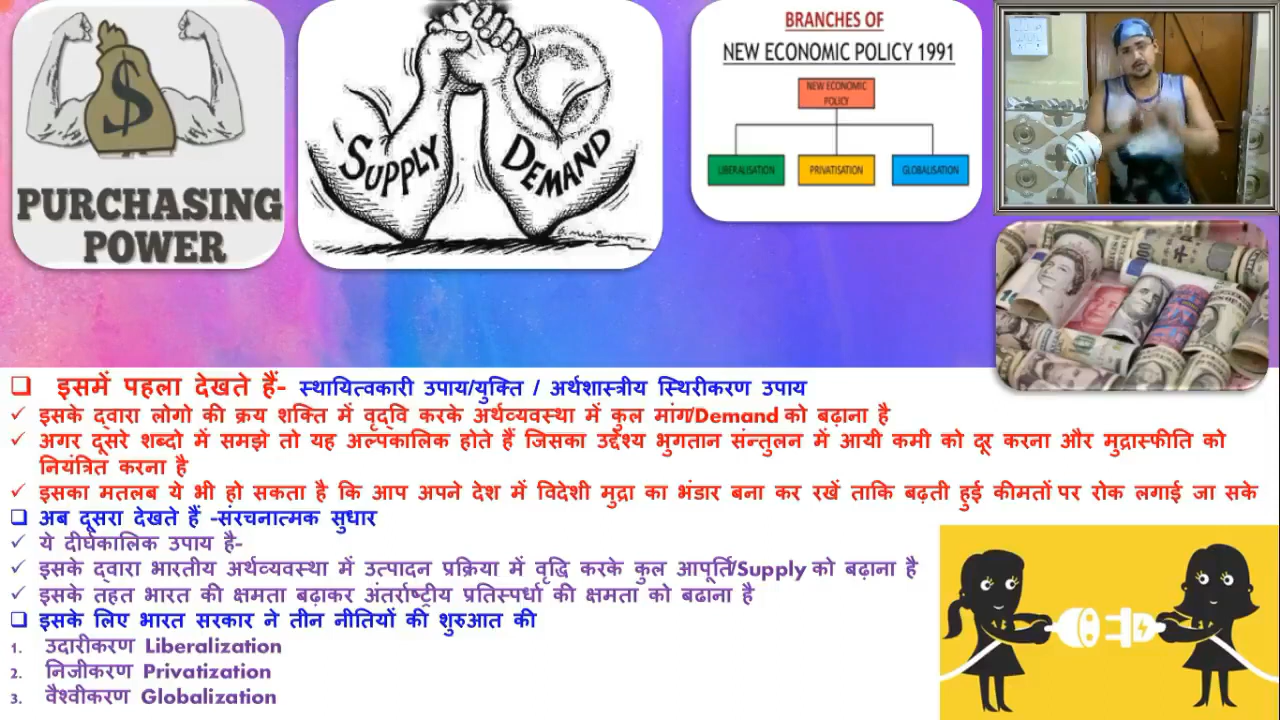 PURCHASING
POWER
SUPPLY
DEMAND
BRANCHES OF
NEW ECONOMIC POLICY 1991
NEW ECONOMIC
POLICY
LIBERALISATION
PRIVATISATION
GLOBALISATION
इसमें पहला देखते हैं- स्थायित्वकारी उपाय/युक्ति / अर्थशास्त्रीय स्थिरीकरण उपाय
इसके द्वारा लोगो की क्रय शक्ति में वृद्वि करके अर्थव्यवस्था में कुल मांग/Demand को बढ़ाना है
अगर दूसरे शब्दो में समझे तो यह अल्पकालिक होते हैं जिसका उद्देश्य भुगतान संन्तुलन में आयी कमी को दूर करना और मुद्रास्फीति को
नियंत्रित करना है
इसका मतलब ये भी हो सकता है कि आप अपने देश में विदेशी मुद्रा का भंडार बना कर रखें ताकि बढ़ती हुई कीमतों पर रोक लगाई जा सके
अब दूसरा देखते हैं -संरचनात्मक सुधार
ये दीर्घकालिक उपाय है-
इसके द्वारा भारतीय अर्थव्यवस्था में उत्पादन प्रक्रिया में वृद्धि करके कुल आपूर्ति/Supply को बढ़ाना है
इसके तहत भारत की क्षमता बढ़ाकर अंतर्राष्ट्रीय प्रतिस्पर्धा की क्षमता को बढाना है
इसके लिए भारत सरकार ने तीन नीतियों की शुरुआत की
1. उदारीकरण Liberalization
2. निजीकरण Privatization
3. वैश्वीकरण Globalization